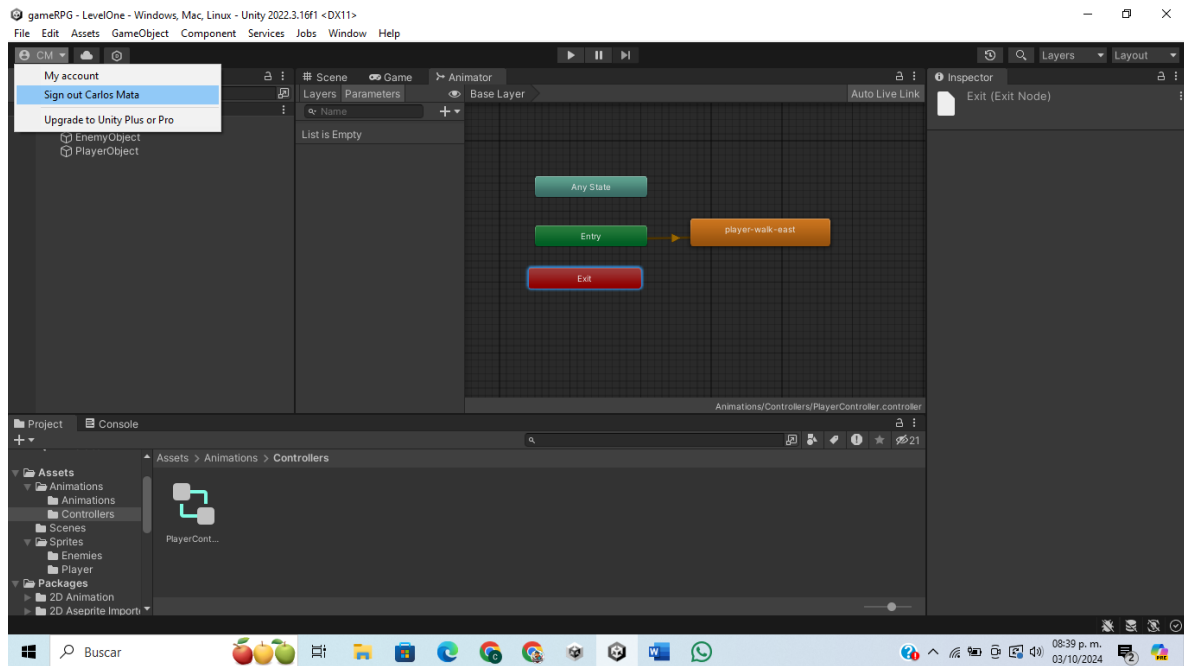 gameRPG - LevelOne - Windows, Mac, Linux - Unity 2022.3.16f1 <DX11>
File Edit Assets GameObject Component Services Jobs Window Help
CM
Layers
Layout
My account
Sign out Carlos Mata
Upgrade to Unity Plus or Pro
EnemyObject
PlayerObject
Scene
Game
Animator
Layers Parameters
Base Layer
Auto Live Link
Name
List is Empty
Any State
Entry
player-walk-east
Exit
Animations/Controllers/PlayerController.controller
Inspector
Exit (Exit Node)
Project
Console
21
Assets
Animations
Animations
Controllers
Scenes
Sprites
Enemies
Player
Packages
2D Animation
2D Aseprite Importe
Assets > Animations > Controllers
PlayerCont...
Buscar
08:39 p. m.
03/10/2024
2
PRE